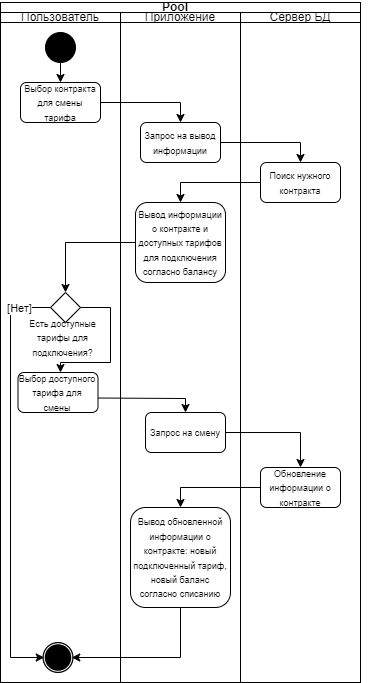 Pool
Пользователь
Приложение
Сервер БД
Выбор контракта
для смены
тарифа
Запрос на вывод
информации
Поиск нужного
контракта
Вывод информации
о контракте и
доступных тарифов
для подключения
согласно балансу
[Нет]
Есть доступные
тарифы для
подключения?
Выбор доступного
тарифа для
смены
Запрос на смену
Обновление
информации о
контракте
Вывод обновленной
информации о
контракте: новый
подключенный тариф,
новый баланс
согласно списанию